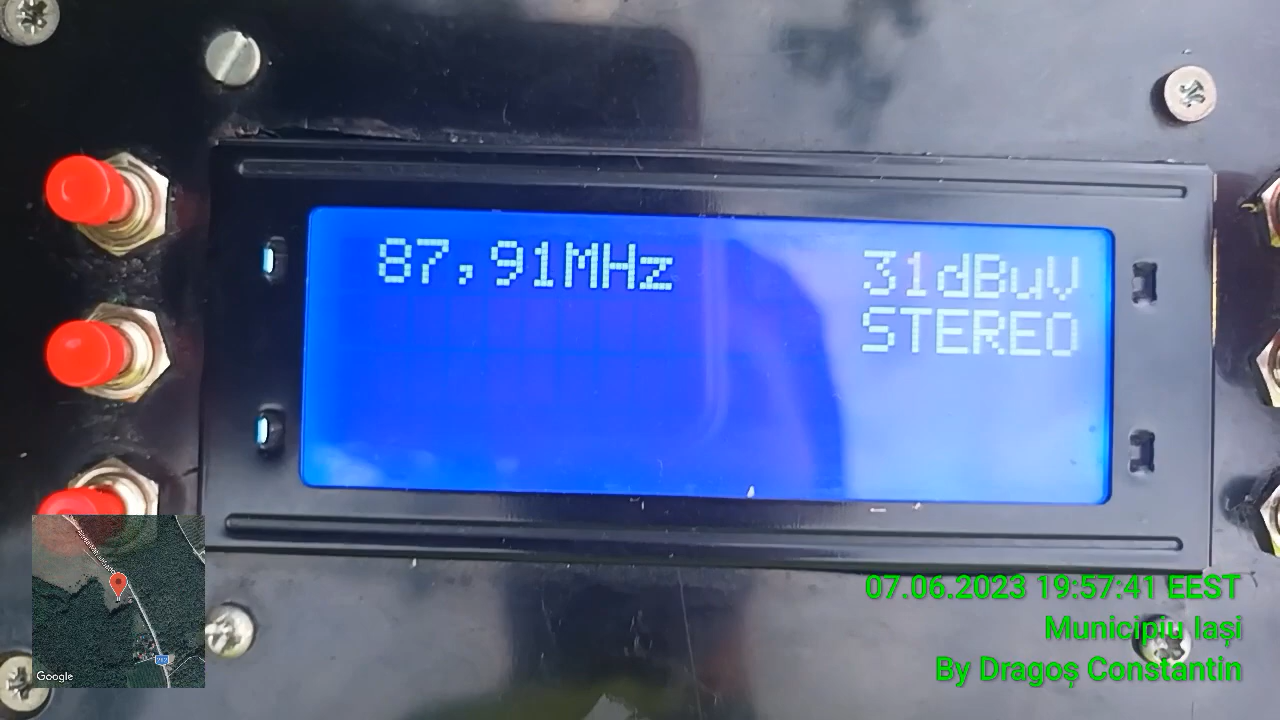 87,91MHz
31dBuV
STEREO
07.06.2023 19:57:41 EEST
Municipiu Iași
By Dragoș Constantin
Google